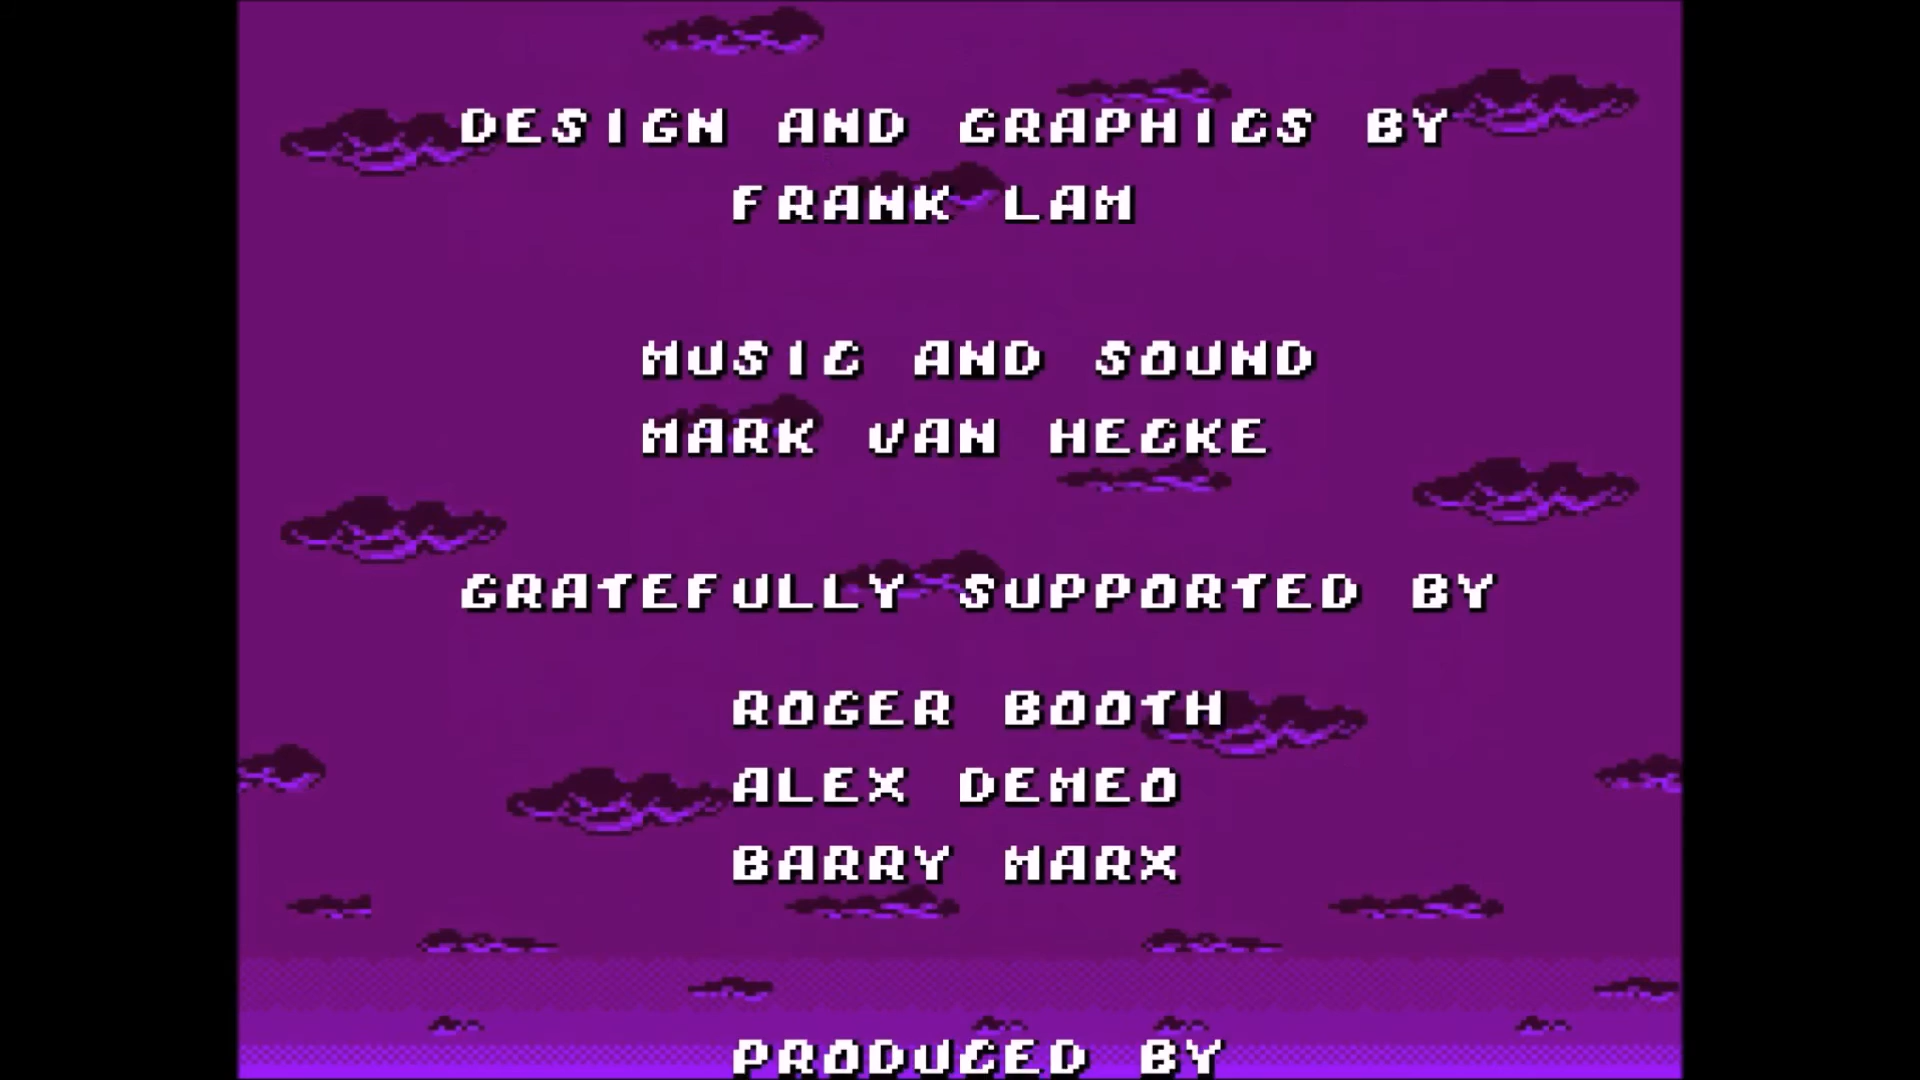 DESIGN AND GRAPHICS BY
FRANK LAM
MUSIC AND SOUND
MARK VAN HECKE
GRATEFULLY SUPPORTED BY
ROGER BOOTH
ALEX DEMEO
BARRY MARX
PRODUCED BY